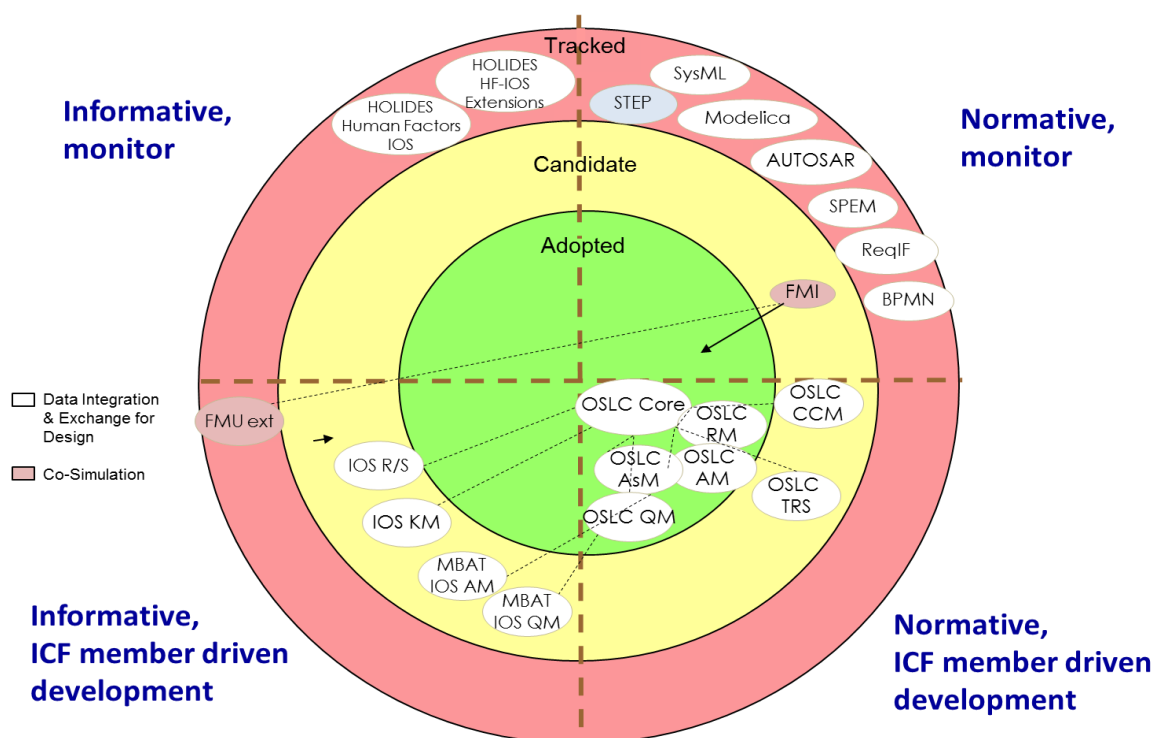 Tracked
HOLIDES
HF-IOS
Extensions
SysML
STEP
HOLIDES
Human Factors
IOS
Modelica
Informative,
monitor
Normative,
monitor
Candidate
AUTOSAR
SPEM
Adopted
ReqIF
FMI
BPMN
Data Integration
& Exchange for
Design
Co-Simulation
FMU ext
OSLC Core
OSLC
CCM
OSLC
RM
IOS R/S
OSLC
AsM
OSLC
AM
OSLC
TRS
IOS KM
OSLC QM
MBAT
IOS AM
MBAT
IOS QM
Informative,
ICF member driven
development
Normative,
ICF member driven
development